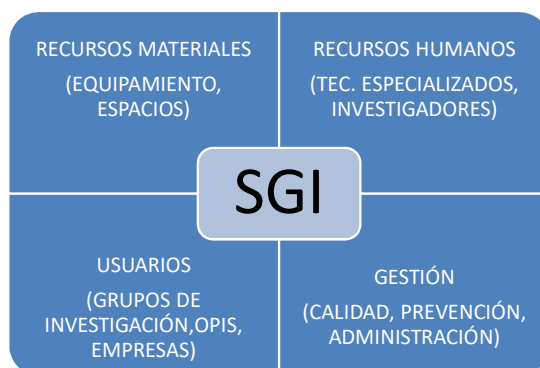 RECURSOS MATERIALES
(EQUIPAMIENTO,
ESPACIOS)
RECURSOS HUMANOS
(TEC. ESPECIALIZADOS,
INVESTIGADORES)
SGI
USUARIOS
(GRUPOS DE
INVESTIGACIÓN,OPIS,
EMPRESAS)
GESTIÓN
(CALIDAD, PREVENCIÓN,
ADMINISTRACIÓN)